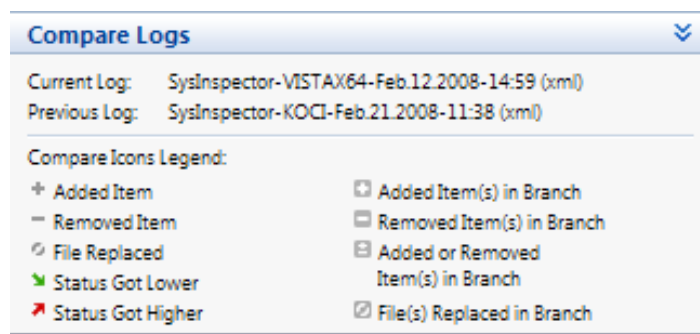 Compare Logs
Current Log: SysInspector-VISTAX64-Feb.12.2008-14:59 (xml)
Previous Log: SysInspector-KOCI-Feb.21.2008-11:38 (xml)
Compare Icons Legend:
Added Item
Removed Item
File Replaced
Status Got Lower
Status Got Higher
Added Item(s) in Branch
Removed Item(s) in Branch
Added or Removed
Item(s) in Branch
File(s) Replaced in Branch